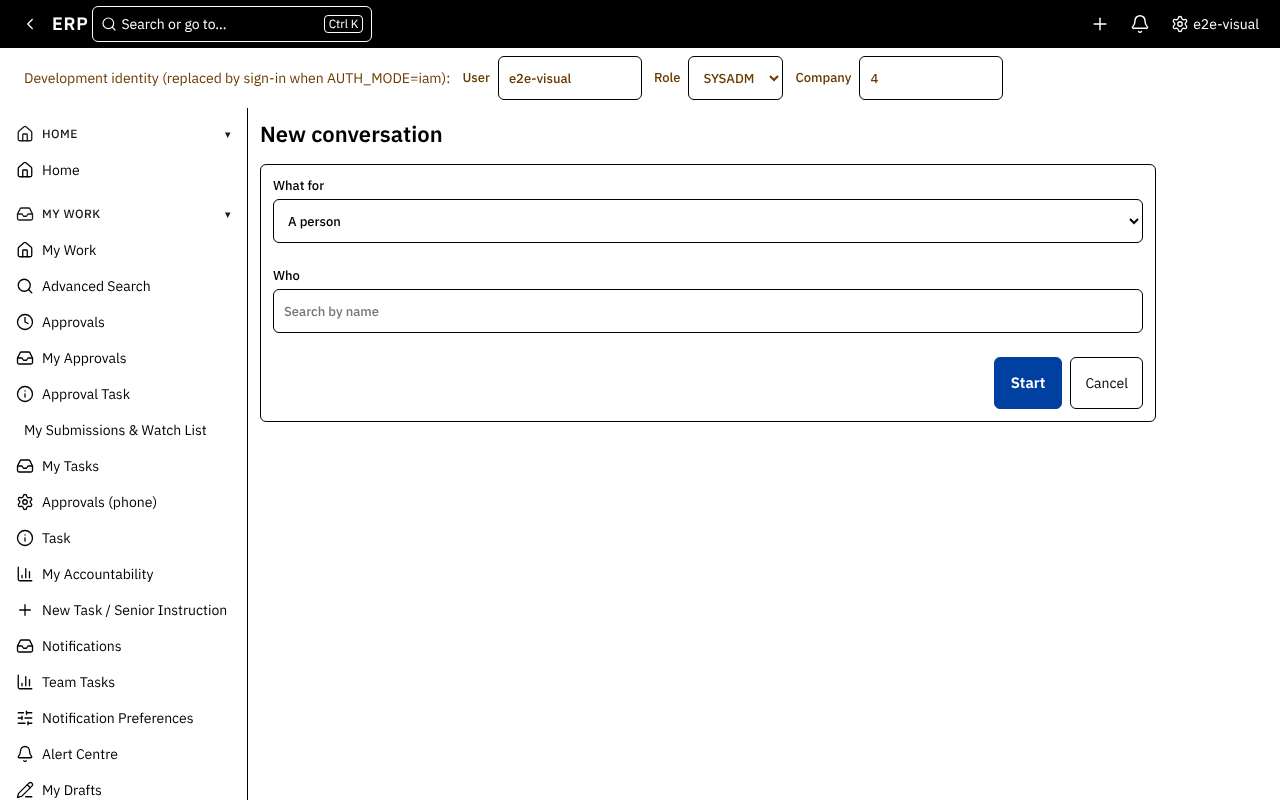 ERP
Search or go to...
Ctrl K
e2e-visual
Development identity (replaced by sign-in when AUTH_MODE=iam): User e2e-visual Role SYSADM Company 4
HOME
Home
MY WORK
My Work
Advanced Search
Approvals
My Approvals
Approval Task
My Submissions & Watch List
My Tasks
Approvals (phone)
Task
My Accountability
New Task / Senior Instruction
Notifications
Team Tasks
Notification Preferences
Alert Centre
My Drafts
New conversation
What for
A person
Who
Search by name
Start
Cancel